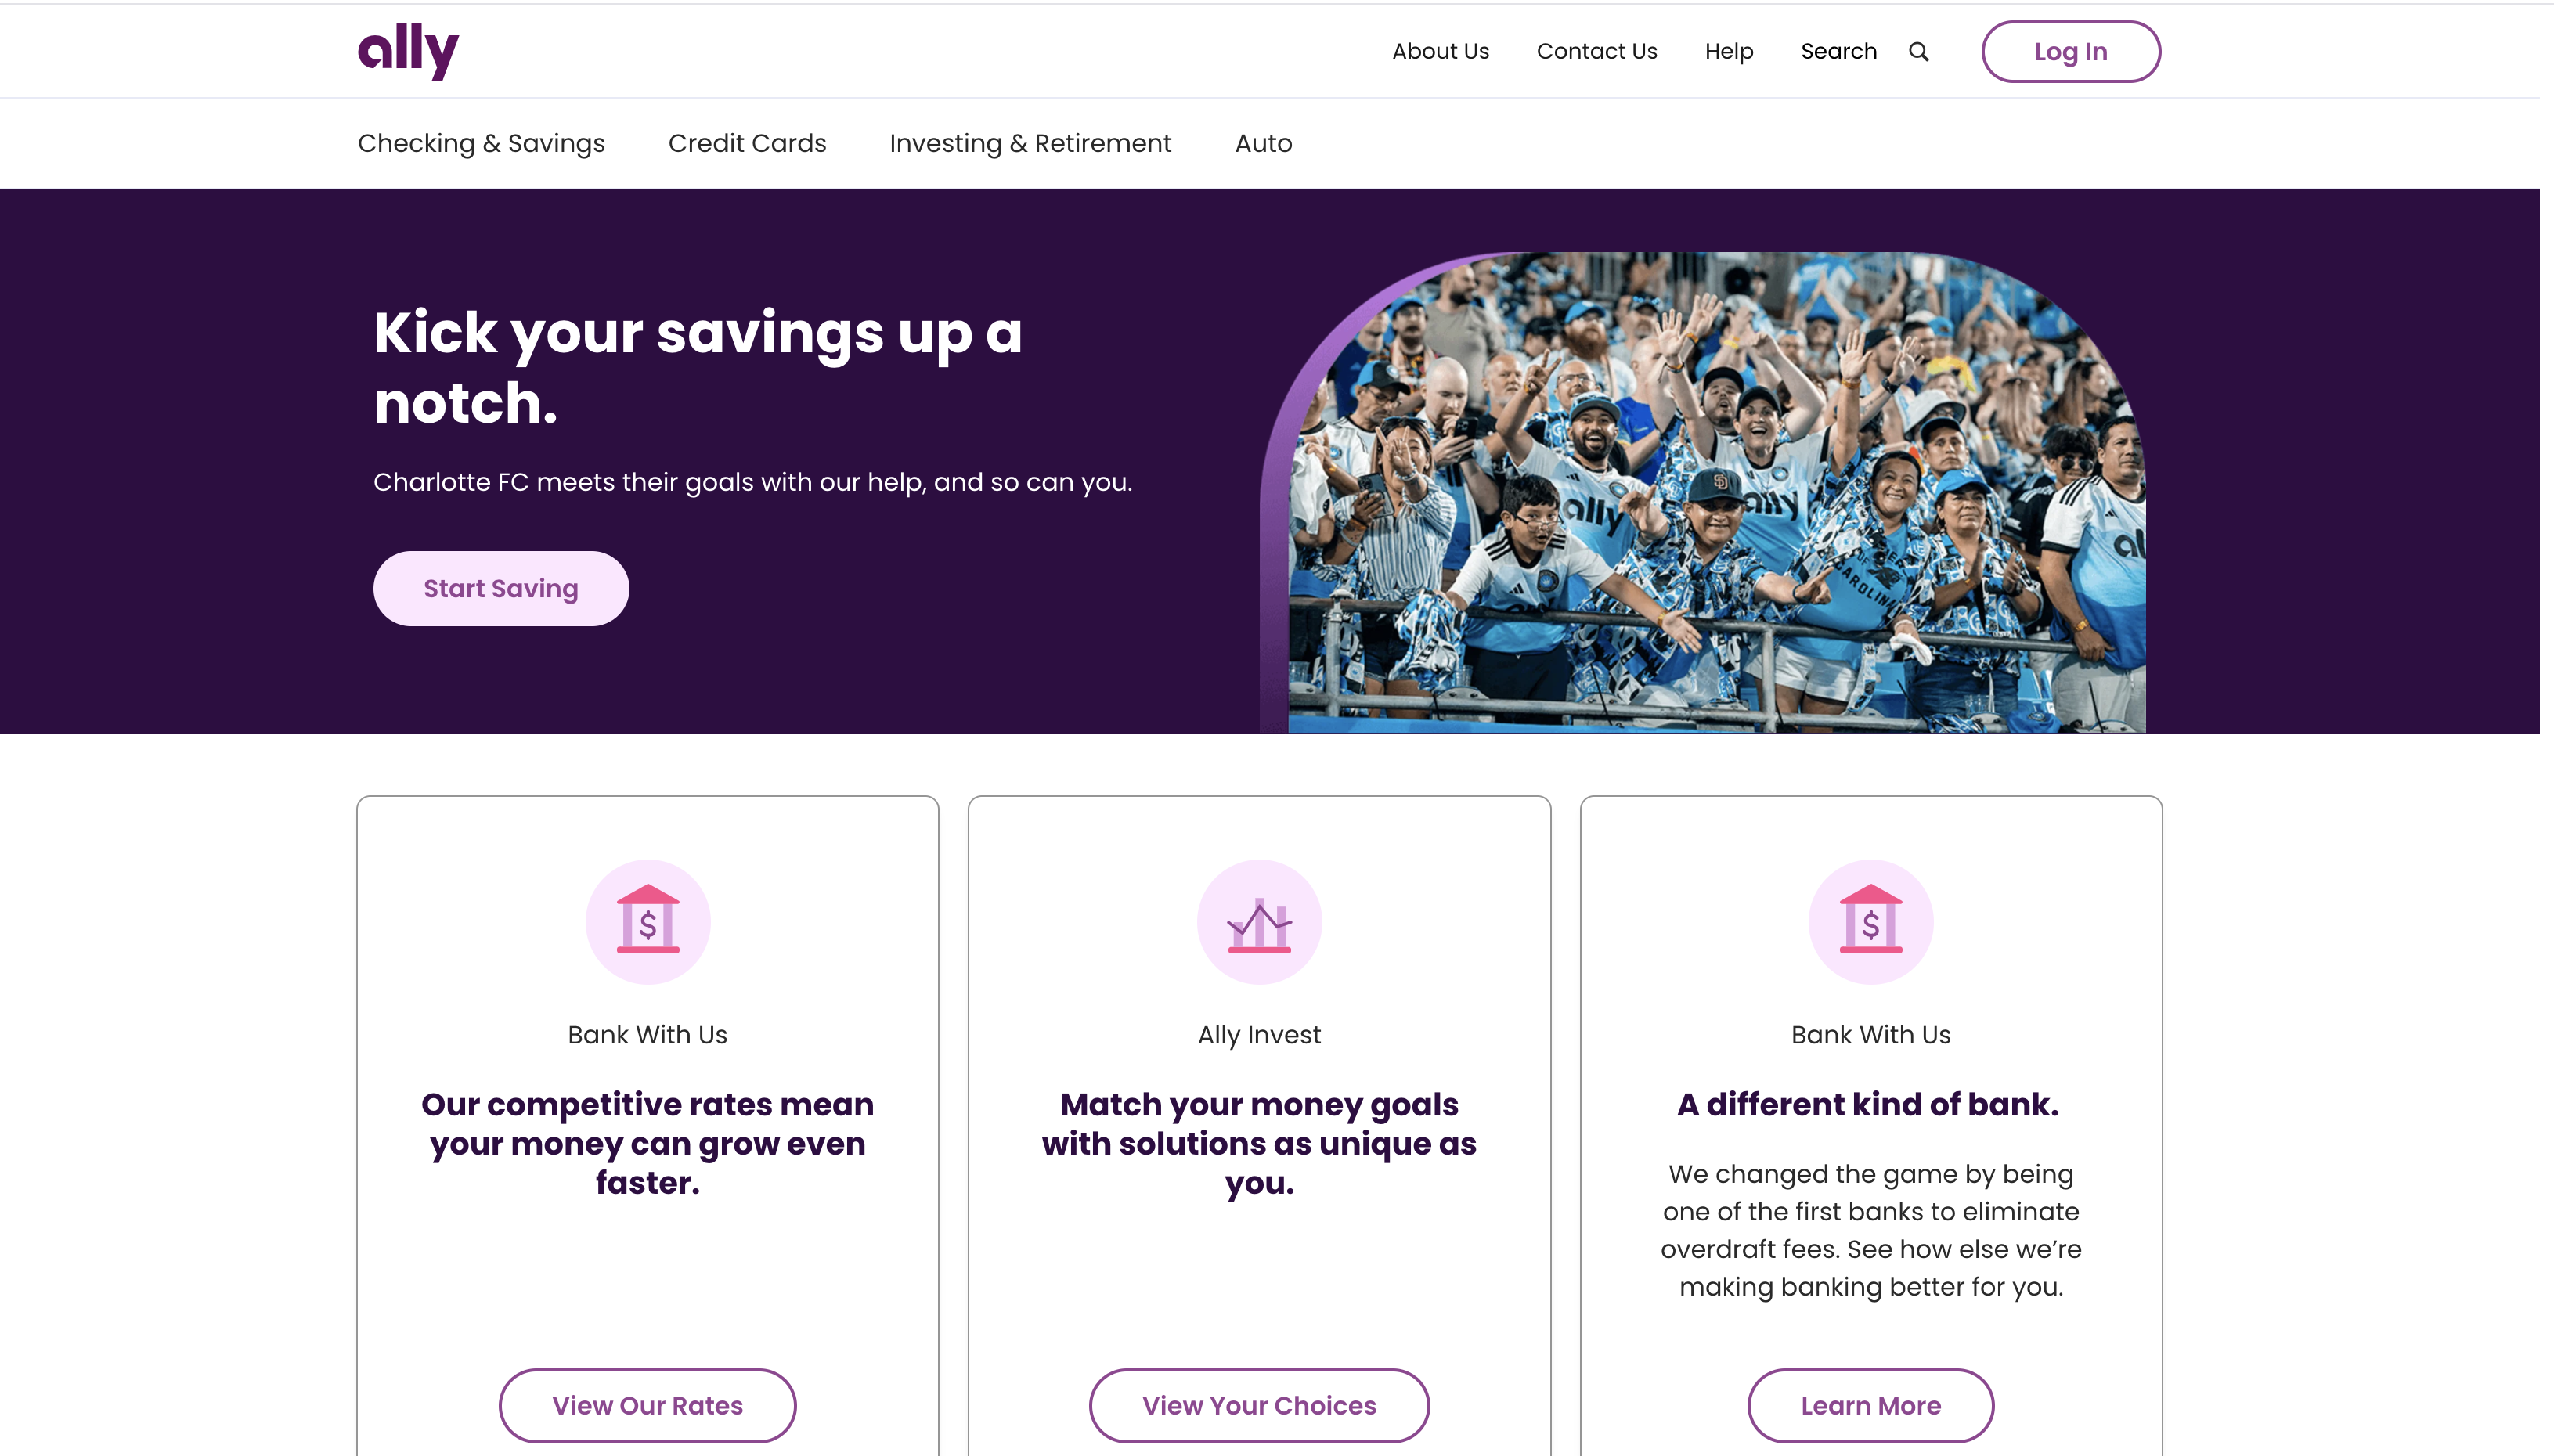 ally
About Us Contact Us Help Search Log In
Checking & Savings Credit Cards Investing & Retirement Auto
Kick your savings up a
notch.
Charlotte FC meets their goals with our help, and so can you.
Start Saving
ally
ally
CAROLINA
Bank With Us
Our competitive rates mean
your money can grow even
faster.
View Our Rates
Ally Invest
Match your money goals
with solutions as unique as
you.
View Your Choices
Bank With Us
A different kind of bank.
We changed the game by being
one of the first banks to eliminate
overdraft fees. See how else we’re
making banking better for you.
Learn More